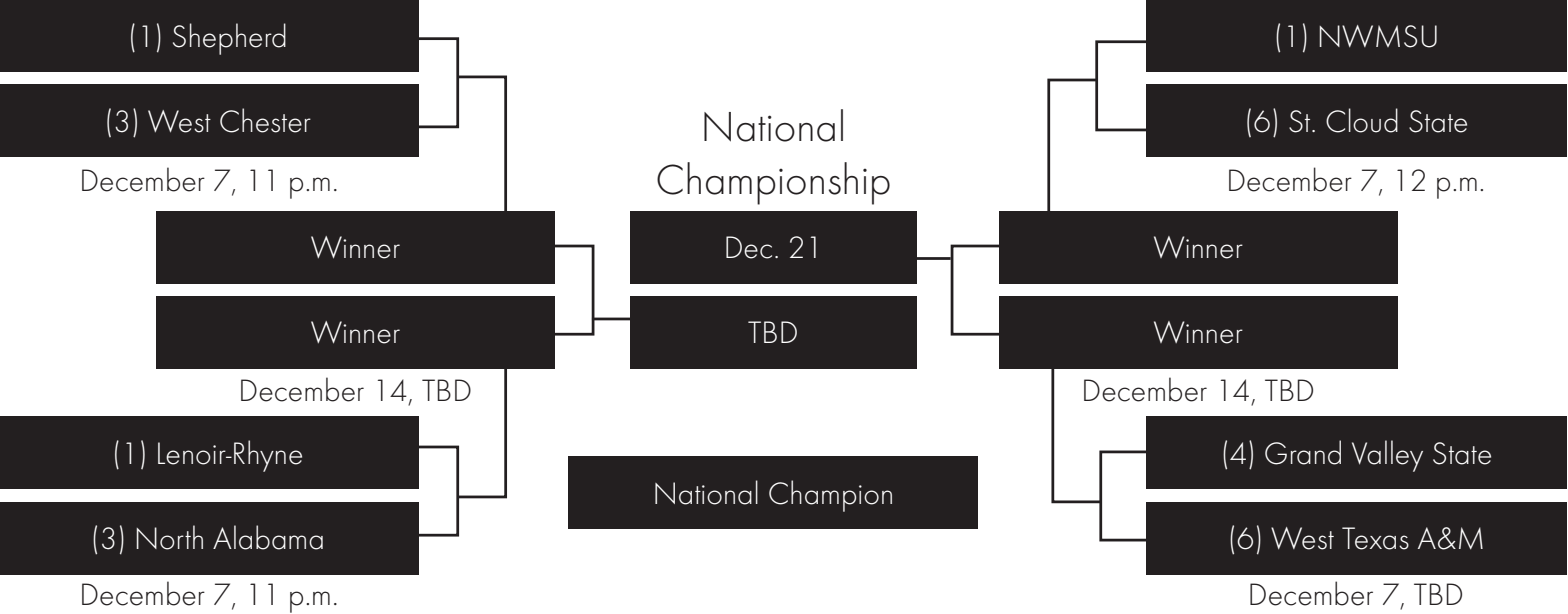 (1) Shepherd
(3) West Chester
December 7, 11 p.m.
Winner
Winner
December 14, TBD
(1) Lenoir-Rhyne
(3) North Alabama
December 7, 11 p.m.
National
Championship
Dec. 21
TBD
National Champion
(1) NWMSU
(6) St. Cloud State
December 7, 12 p.m.
Winner
Winner
December 14, TBD
(4) Grand Valley State
(6) West Texas A&M
December 7, TBD